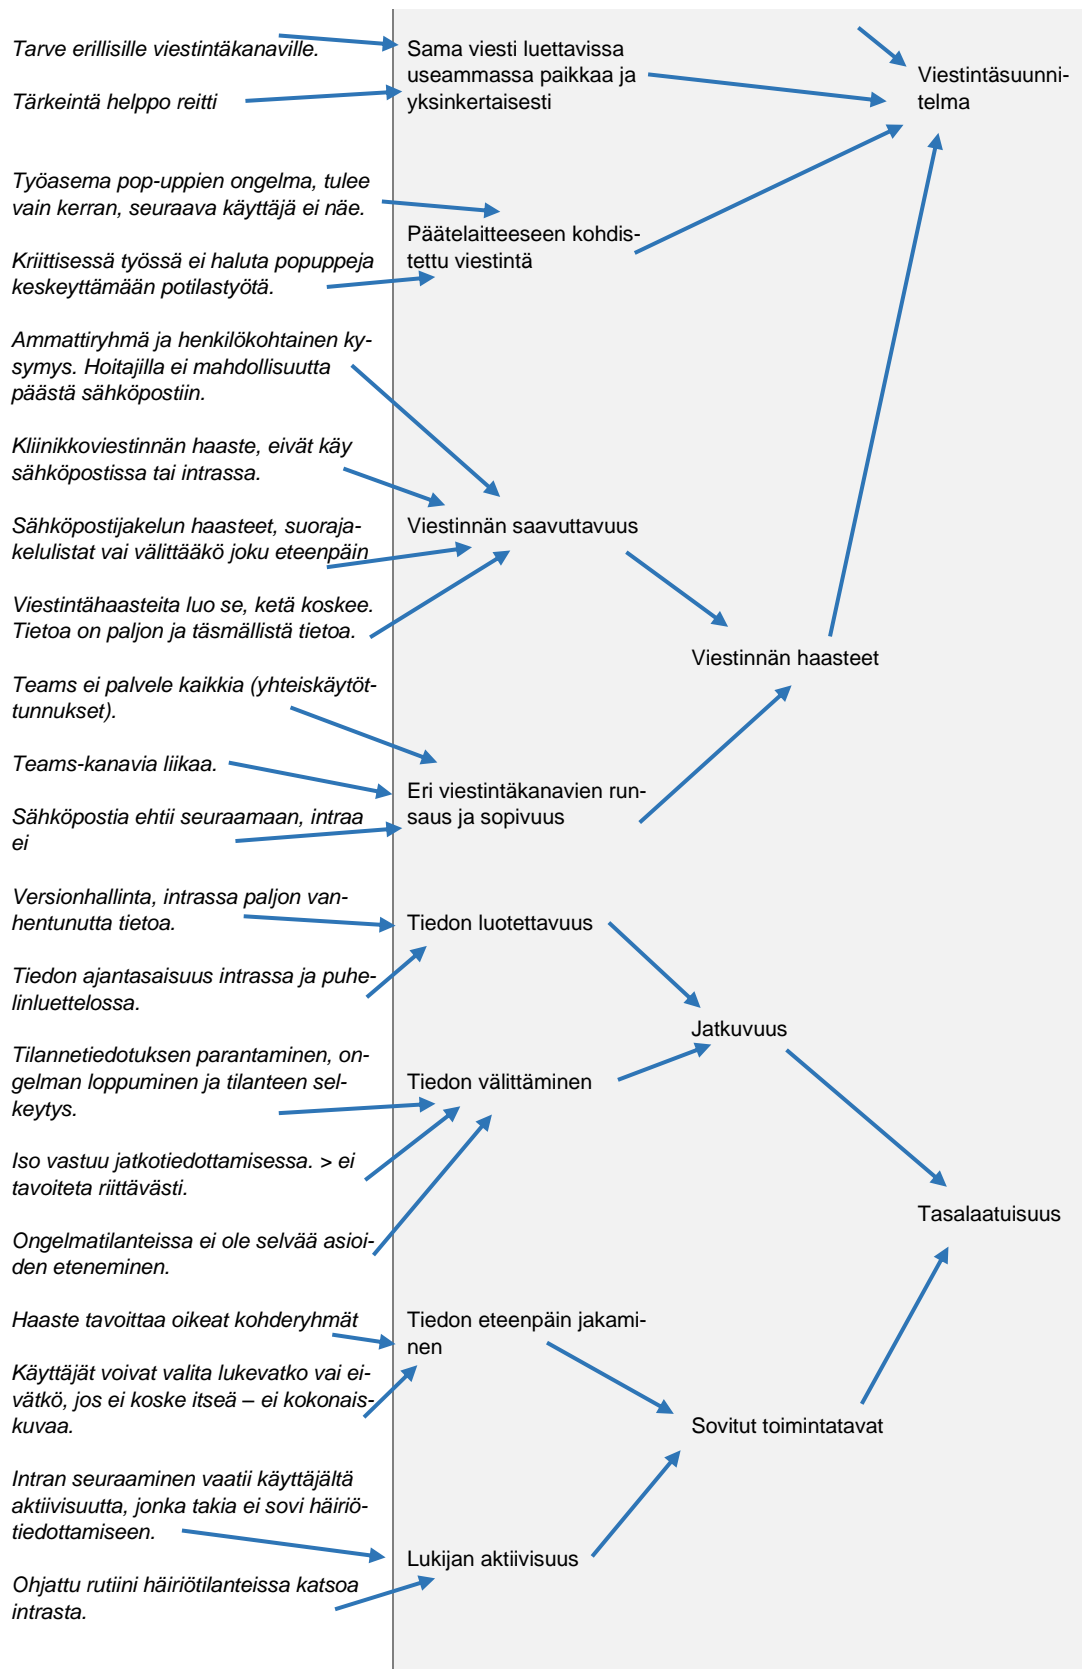 Tarve erillisille viestintäkanaville.
Tärkeintä helppo reitti
Sama viesti luettavissa
useammassa paikkaa ja
yksinkertaisesti
Viestintäsuunni-
telma
Työasema pop-uppien ongelma, tulee
vain kerran, seuraava käyttäjä ei näe.
Kriittisessä työssä ei haluta popuppeja
keskeyttämään potilastyötä.
Päätelaitteeseen kohdis-
tettu viestintä
Ammattiryhmä ja henkilökohtainen ky-
symys. Hoitajilla ei mahdollisuutta
päästä sähköpostiin.
Kliinikkoviestinnän haaste, eivät käy
sähköpostissa tai intrassa.
Sähköpostijakelun haasteet, suoraja-
kelulistat vai välittääkö joku eteenpäin
Viestintähaasteita luo se, ketä koskee.
Tietoa on paljon ja täsmällistä tietoa.
Viestinnän saavuttavuus
Viestinnän haasteet
Teams ei palvele kaikkia (yhteiskäytöt-
tunnukset).
Teams-kanavia liikaa.
Sähköpostia ehtii seuraamaan, intraa
ei
Eri viestintäkanavien run-
saus ja sopivuus
Versionhallinta, intrassa paljon van-
hentunutta tietoa.
Tiedon ajantasaisuus intrassa ja puhe-
linluettelossa.
Tiedon luotettavuus
Jatkuvuus
Tilannetiedotuksen parantaminen, on-
gelman loppuminen ja tilanteen sel-
keytys.
Iso vastuu jatkotiedottamisessa. > ei
tavoiteta riittävästi.
Ongelmatilanteissa ei ole selvää asioi-
den eteneminen.
Tiedon välittäminen
Tasalaatuisuus
Haaste tavoittaa oikeat kohderyhmät
Käyttäjät voivat valita lukevatko vai ei-
vätkö, jos ei koske itseä – ei kokonais-
kuvaa.
Tiedon eteenpäin jakami-
nen
Sovitut toimintatavat
Intran seuraaminen vaatii käyttäjältä
aktiivisuutta, jonka takia ei sovi häiriö-
tiedottamiseen.
Ohjattu rutiini häiriötilanteissa katsoa
intrasta.
Lukijan aktiivisuus